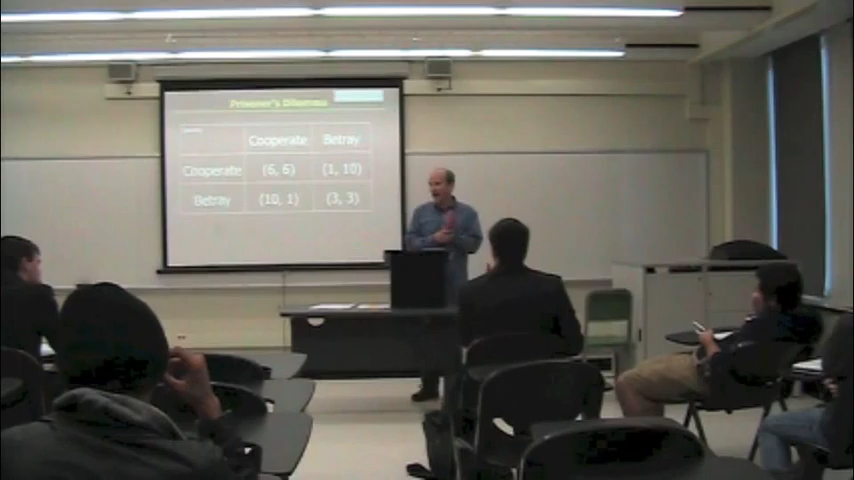 Prisoner's Dilemma
Cooperate Betray
Cooperate (6, 6) (1, 10)
Betray (10, 1) (3, 3)